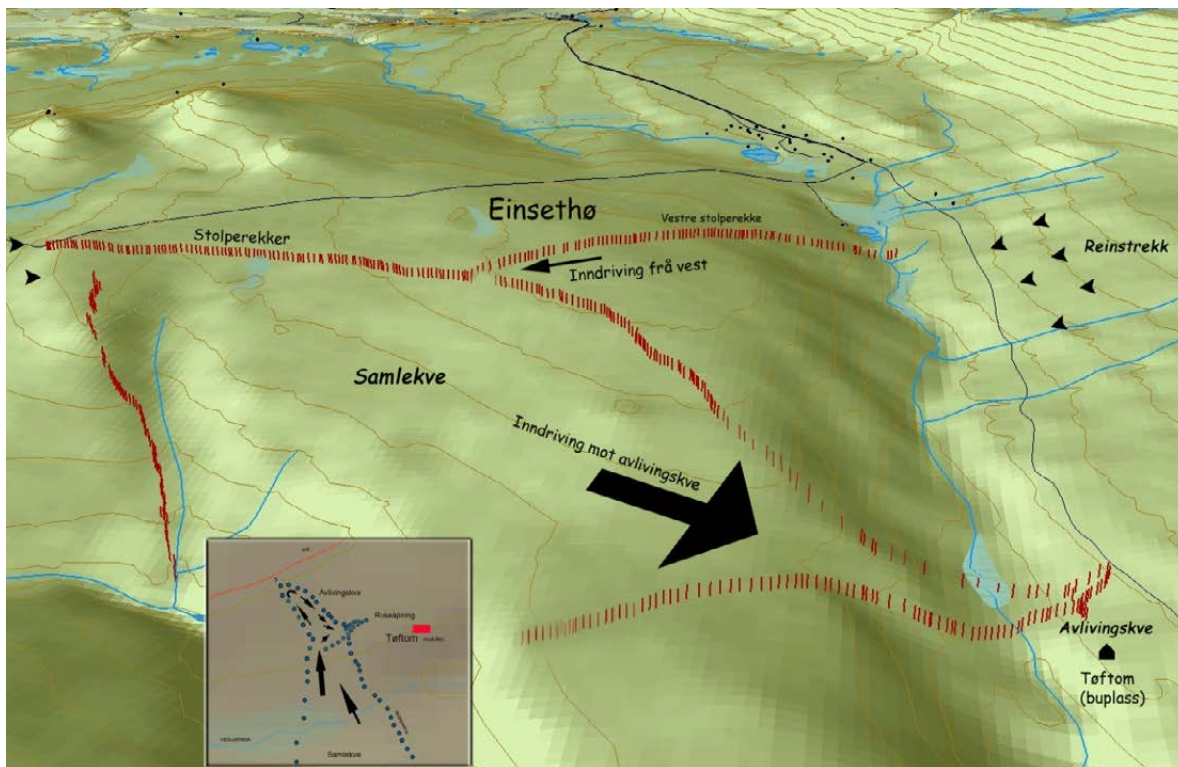 Einsethø
Vestre stolperekke
Stolperekker
Inndriving frå vest
Reinstrekk
Samlekve
Inndriving mot avlivingskve
Avlivingskve
Tøftom
(buplass)
Avlivingskve
Ruseåpning
Tøftom
Samlekve